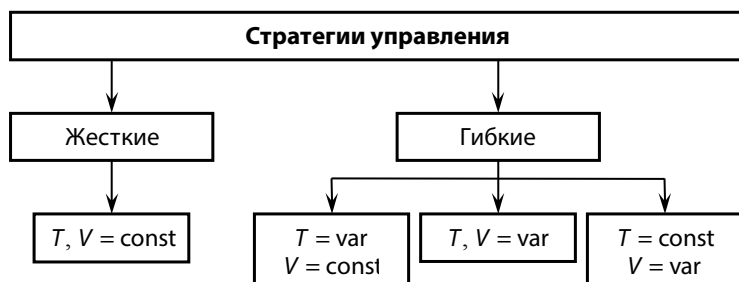 Стратегии управления
Жесткие
Гибкие
T, V = const
T = var
V = const
T, V = var
T = const
V = var